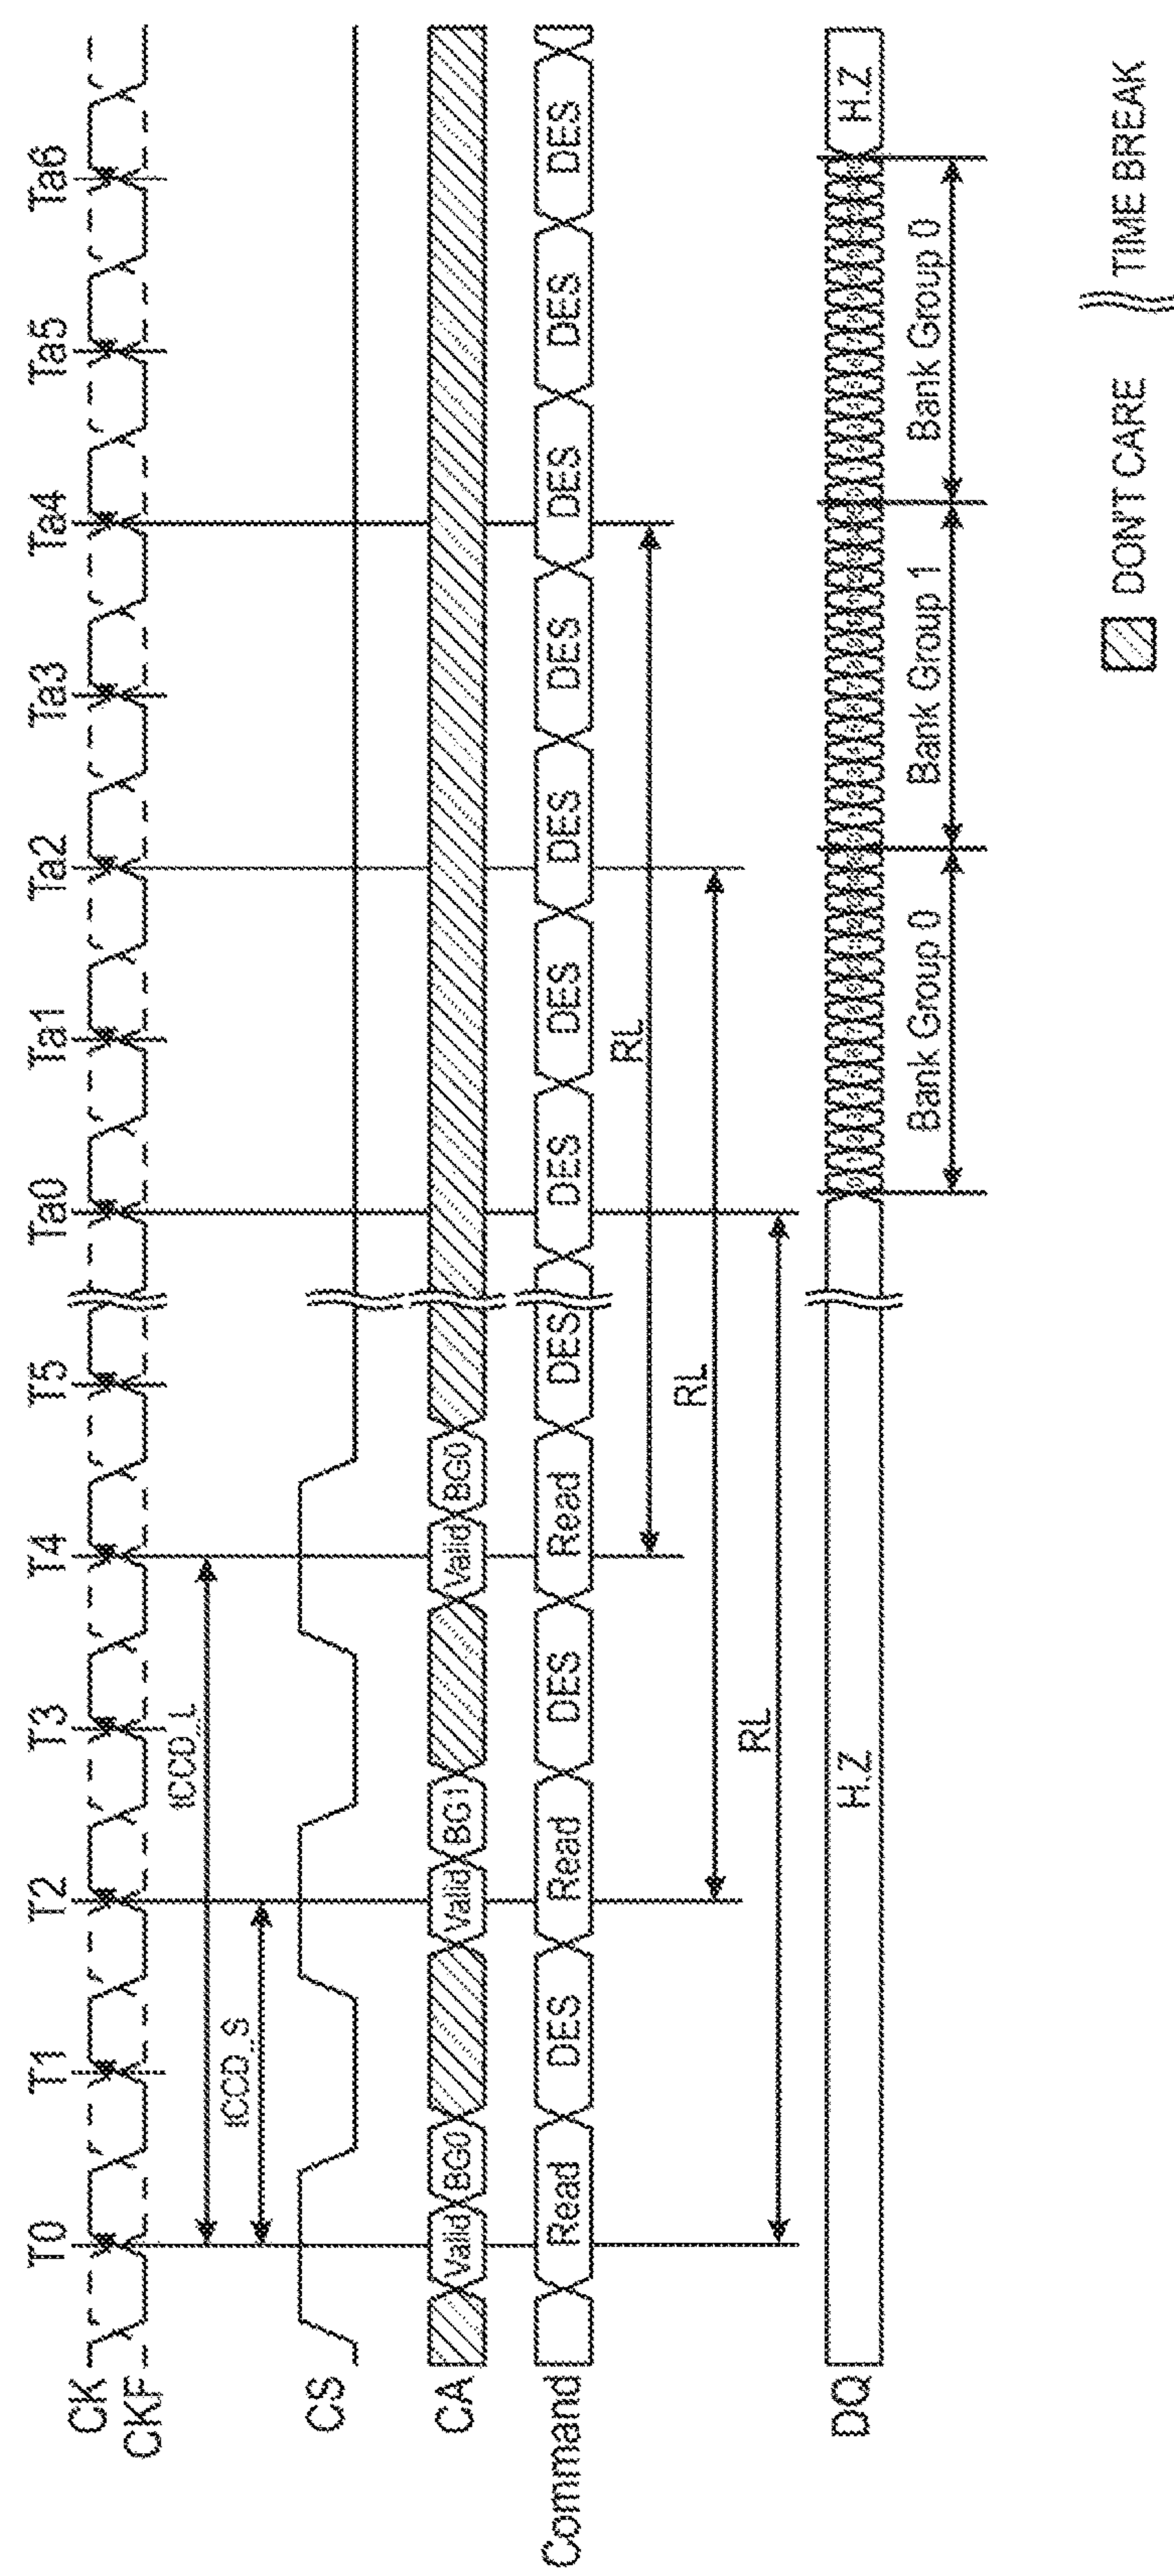 T0 T1 T2 T3 T4 T5 Ta0 Ta1 Ta2 Ta3 Ta4 Ta5 Ta6
CK
CKF
tCCD_L
tCCD_S
CS
CA Valid BG0 Valid BG1 Valid BG0
Command Read DES Read DES Read DES DES DES DES DES DES DES DES
RL
RL
RL
DQ H.Z H.Z
Bank Group 0 Bank Group 1 Bank Group 0
DON'T CARE TIME BREAK